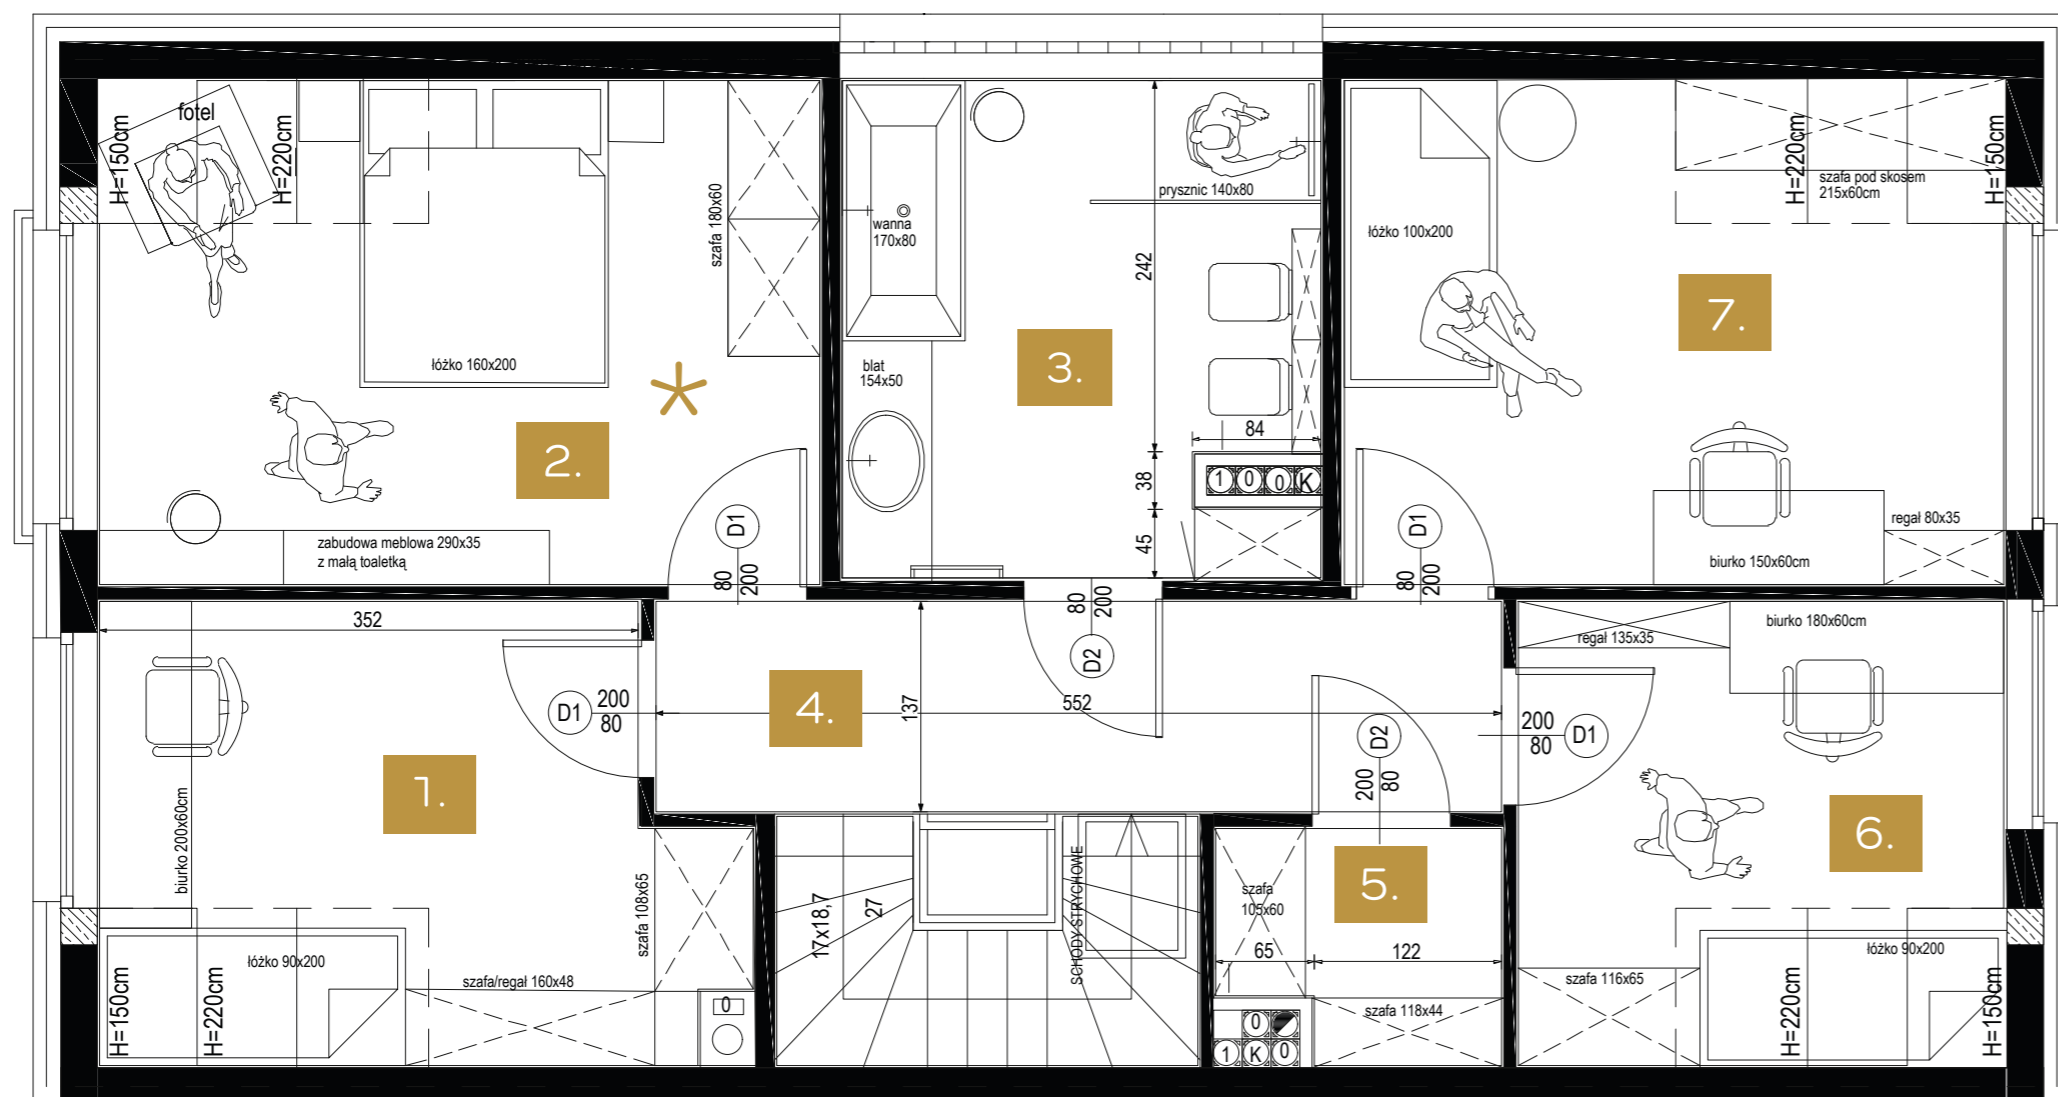 fotel
H=150cm
H=220cm
łóżko 160x200
szafa 180x60
2.
zabudowa meblowa 290x35
z małą toaletką
D1
80
200
wanna
170x80
blat
154x50
prysznic 140x80
242
3.
84
38
45
1 0 0 K
80
200
D2
łóżko 100x200
H=220cm
H=150cm
szafa pod skosem
215x60cm
7.
D1
80
200
regał 80x35
biurko 150x60cm
352
D1
200
80
1.
biurko 200x60cm
łóżko 90x200
H=150cm
H=220cm
szafa/regał 160x48
szafa 108x65
0
4.
137
552
17x18,7
27
SCHODY STRYCHOWE
D2
200
80
5.
szafa
105x60
65
122
szafa 118x44
0
1 K 0
regał 135x35
biurko 180x60cm
200
80
D1
6.
szafa 116x65
łóżko 90x200
H=220cm
H=150cm